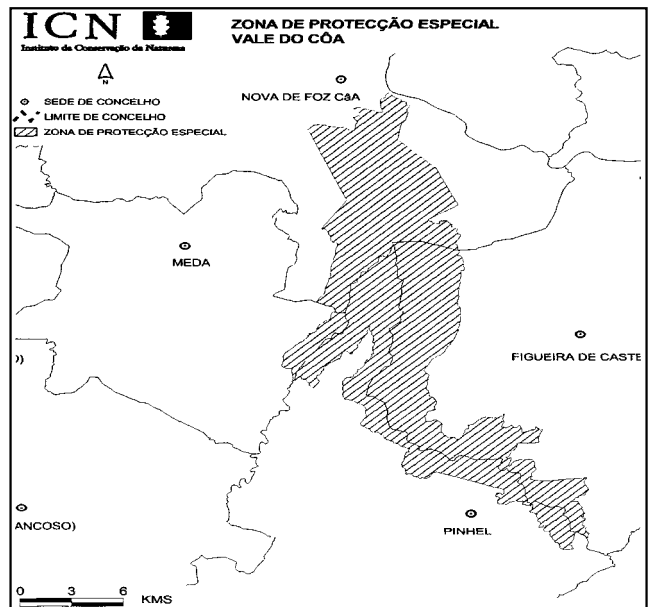 ICN
Instituto da Conservação da Natureza
ZONA DE PROTECÇÃO ESPECIAL
VALE DO CÔA
N
SEDE DE CONCELHO
LIMITE DE CONCELHO
ZONA DE PROTECÇÃO ESPECIAL
NOVA DE FOZ CâA
MEDA
FIGUEIRA DE CASTE
))
ANCOSO)
PINHEL
0 3 6 KMS